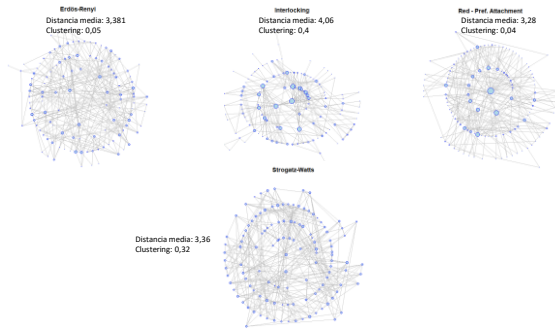 Erdös-Renyi
Distancia media: 3,381
Clustering: 0,05
Interlocking
Distancia media: 4,06
Clustering: 0,4
Red - Pref. Attachment
Distancia media: 3,28
Clustering: 0,04
Strogatz-Watts
Distancia media: 3,36
Clustering: 0,32